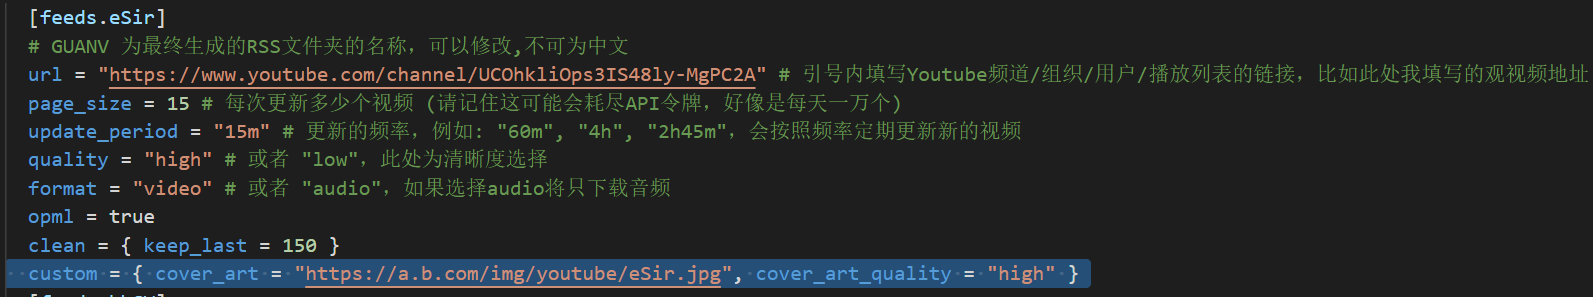 [feeds.eSir]
# GUANV 为最终生成的RSS文件夹的名称，可以修改,不可为中文
url = "https://www.youtube.com/channel/UCOhkliOps3IS48ly-MgPC2A" # 引号内填写Youtube频道/组织/用户/播放列表的链接，比如此处我填写的观视频地址
page_size = 15 # 每次更新多少个视频 (请记住这可能会耗尽API令牌，好像是每天一万个)
update_period = "15m" # 更新的频率，例如: "60m", "4h", "2h45m"，会按照频率定期更新新的视频
quality = "high" # 或者 "low"，此处为清晰度选择
format = "video" # 或者 "audio"，如果选择audio将只下载音频
opml = true
clean = { keep_last = 150 }
custom = { cover_art = "https://a.b.com/img/youtube/eSir.jpg", cover_art_quality = "high" }